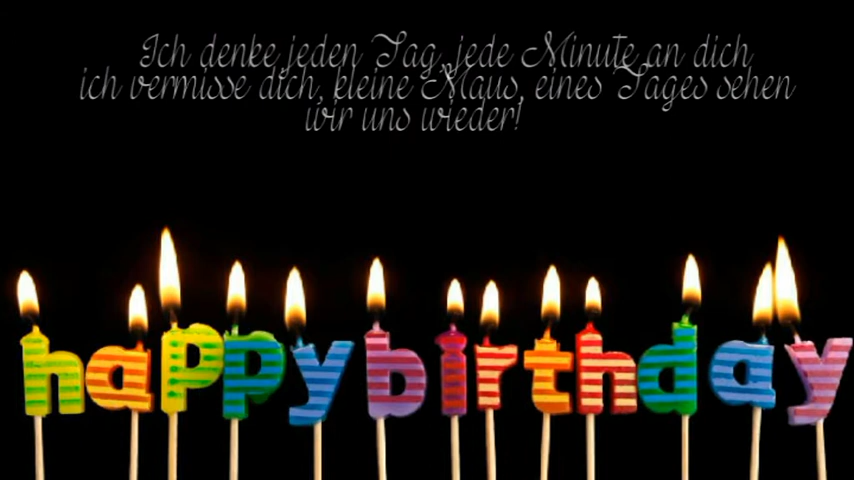 Ich denke jeden Tag, jede Minute an dich
ich vermisse dich, kleine Maus, eines Tages sehen
wir uns wieder!
happybirthday